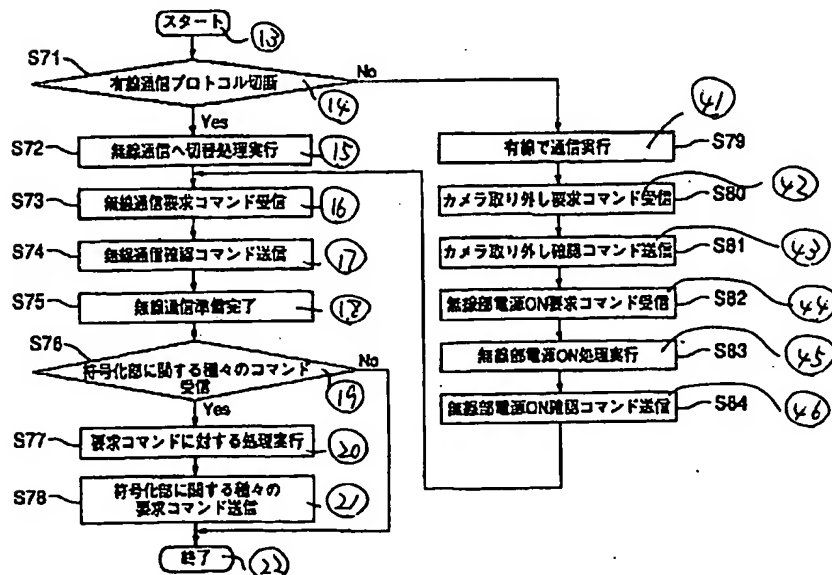 スタート
13
S71
有線通信プロトコル切断
14
No
Yes
S72
無線通信へ切替処理実行
15
S73
無線通信要求コマンド受信
16
S74
無線通信確認コマンド送信
17
S75
無線通信準備完了
18
S76
符号化部に関する種々のコマンド
受信
19
No
Yes
S77
要求コマンドに対する処理実行
20
S78
符号化部に関する種々の
要求コマンド送信
21
終了
22
41
有線で通信実行
S79
カメラ取り外し要求コマンド受信
S80
42
カメラ取り外し確認コマンド送信
S81
43
無線部電源ON要求コマンド受信
S82
44
無線部電源ON処理実行
S83
45
無線部電源ON確認コマンド送信
S84
46